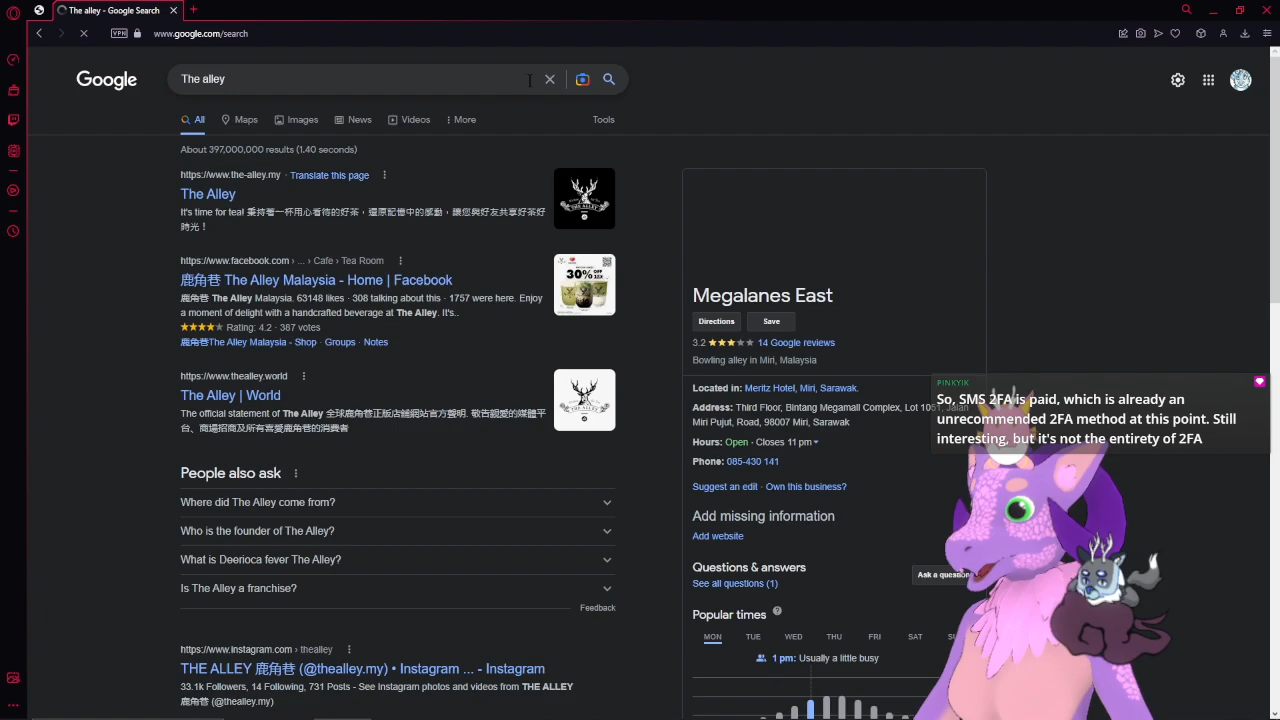 The alley - Google Search
VPN
www.google.com/search
Google
The alley
All
Maps
Images
News
Videos
More
Tools
About 397,000,000 results (1.40 seconds)
https://www.the-alley.my · Translate this page
The Alley
It's time for tea! 秉持著一杯用心看待的好茶，還原記憶中的感動，讓您與好友共享好茶好
時光！
THE ALLEY
https://www.facebook.com › ... › Cafe › Tea Room
鹿角巷 The Alley Malaysia - Home | Facebook
鹿角巷 The Alley Malaysia. 63148 likes · 308 talking about this · 1757 were here. Enjoy
a moment of delight with a handcrafted beverage at The Alley. It's..
Rating: 4.2 · 387 votes
鹿角巷The Alley Malaysia - Shop · Groups · Notes
30% OFF
https://www.thealley.world
The Alley | World
The official statement of The Alley 全球鹿角巷正版店舖網站官方聲明. 敬告親愛的媒體平
台、商場招商及所有喜愛鹿角巷的消費者
THE ALLEY
People also ask
Where did The Alley come from?
Who is the founder of The Alley?
What is Deerioca fever The Alley?
Is The Alley a franchise?
Feedback
https://www.instagram.com › thealley
THE ALLEY 鹿角巷 (@thealley.my) • Instagram ... - Instagram
33.1k Followers, 14 Following, 731 Posts - See Instagram photos and videos from THE ALLEY
鹿角巷 (@thealley.my)
Megalanes East
Directions
Save
3.2
14 Google reviews
Bowling alley in Miri, Malaysia
Located in: Meritz Hotel, Miri, Sarawak.
Address: Third Floor, Bintang Megamall Complex, Lot 1051, Jalan
Miri Pujut, Road, 98007 Miri, Sarawak
Hours: Open · Closes 11 pm
Phone: 085-430 141
Suggest an edit · Own this business?
Add missing information
Add website
Questions & answers
See all questions (1)
Ask a question
Popular times
MON
TUE
WED
THU
FRI
SAT
1 pm: Usually a little busy
PINKYIK
So, SMS 2FA is paid, which is already an
unrecommended 2FA method at this point. Still
interesting, but it's not the entirety of 2FA